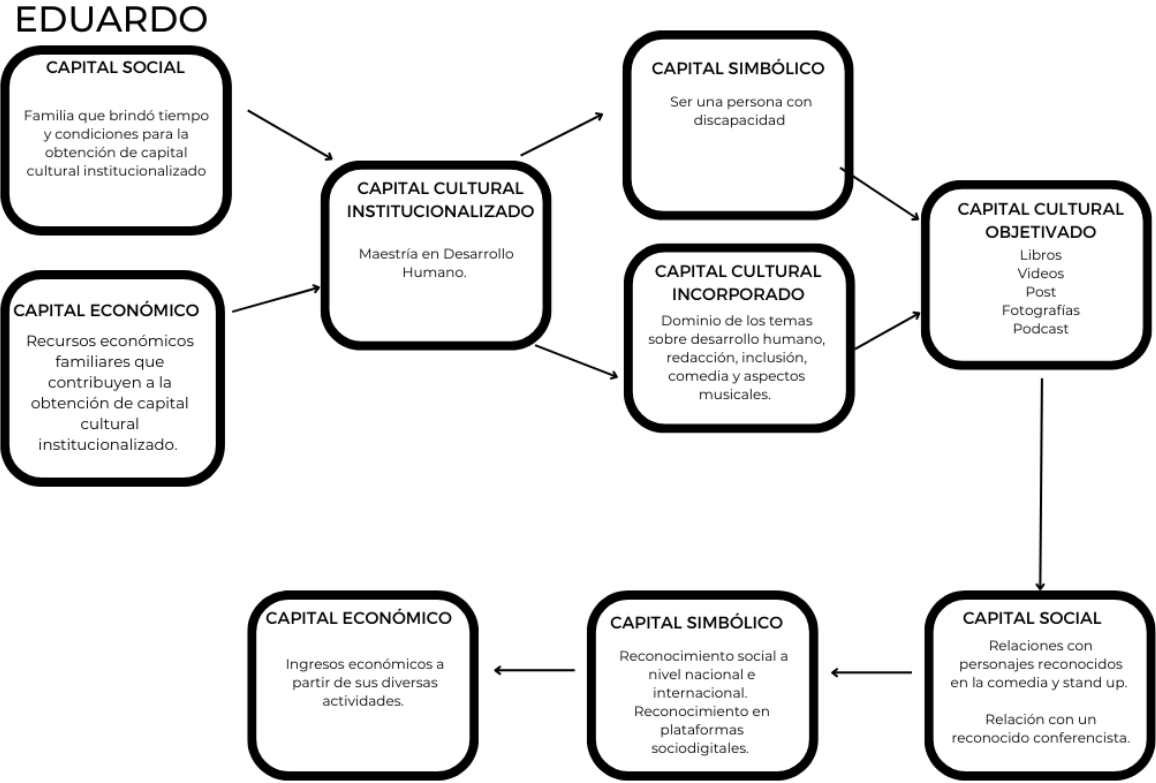 EDUARDO
CAPITAL SOCIAL
Familia que brindó tiempo
y condiciones para la
obtención de capital
cultural institucionalizado
CAPITAL ECONÓMICO
Recursos económicos
familiares que
contribuyen a la
obtención de capital
cultural
institucionalizado.
CAPITAL CULTURAL
INSTITUCIONALIZADO
Maestría en Desarrollo
Humano.
CAPITAL SIMBÓLICO
Ser una persona con
discapacidad
CAPITAL CULTURAL
INCORPORADO
Dominio de los temas
sobre desarrollo humano,
redacción, inclusión,
comedia y aspectos
musicales.
CAPITAL CULTURAL
OBJETIVADO
Libros
Videos
Post
Fotografías
Podcast
CAPITAL SOCIAL
Relaciones con
personajes reconocidos
en la comedia y stand up.
Relación con un
reconocido conferencista.
CAPITAL SIMBÓLICO
Reconocimiento social a
nivel nacional e
internacional.
Reconocimiento en
plataformas
sociodigitales.
CAPITAL ECONÓMICO
Ingresos económicos a
partir de sus diversas
actividades.